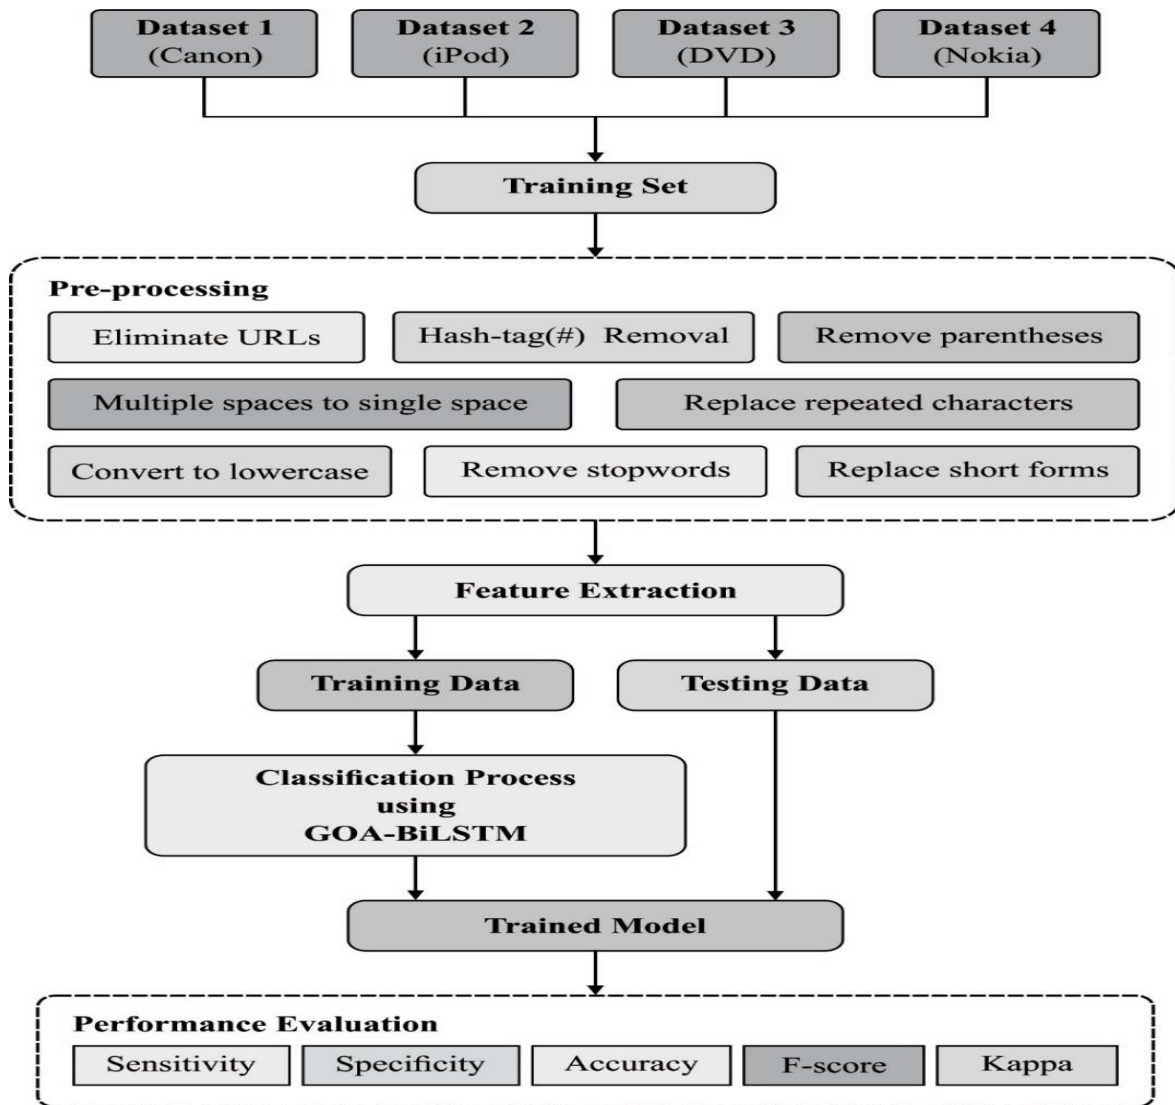 Dataset 1
(Canon)
Dataset 2
(iPod)
Dataset 3
(DVD)
Dataset 4
(Nokia)
Training Set
Pre-processing
Eliminate URLs
Hash-tag(#) Removal
Remove parentheses
Multiple spaces to single space
Replace repeated characters
Convert to lowercase
Remove stopwords
Replace short forms
Feature Extraction
Training Data
Testing Data
Classification Process
using
GOA-BiLSTM
Trained Model
Performance Evaluation
Sensitivity
Specificity
Accuracy
F-score
Kappa